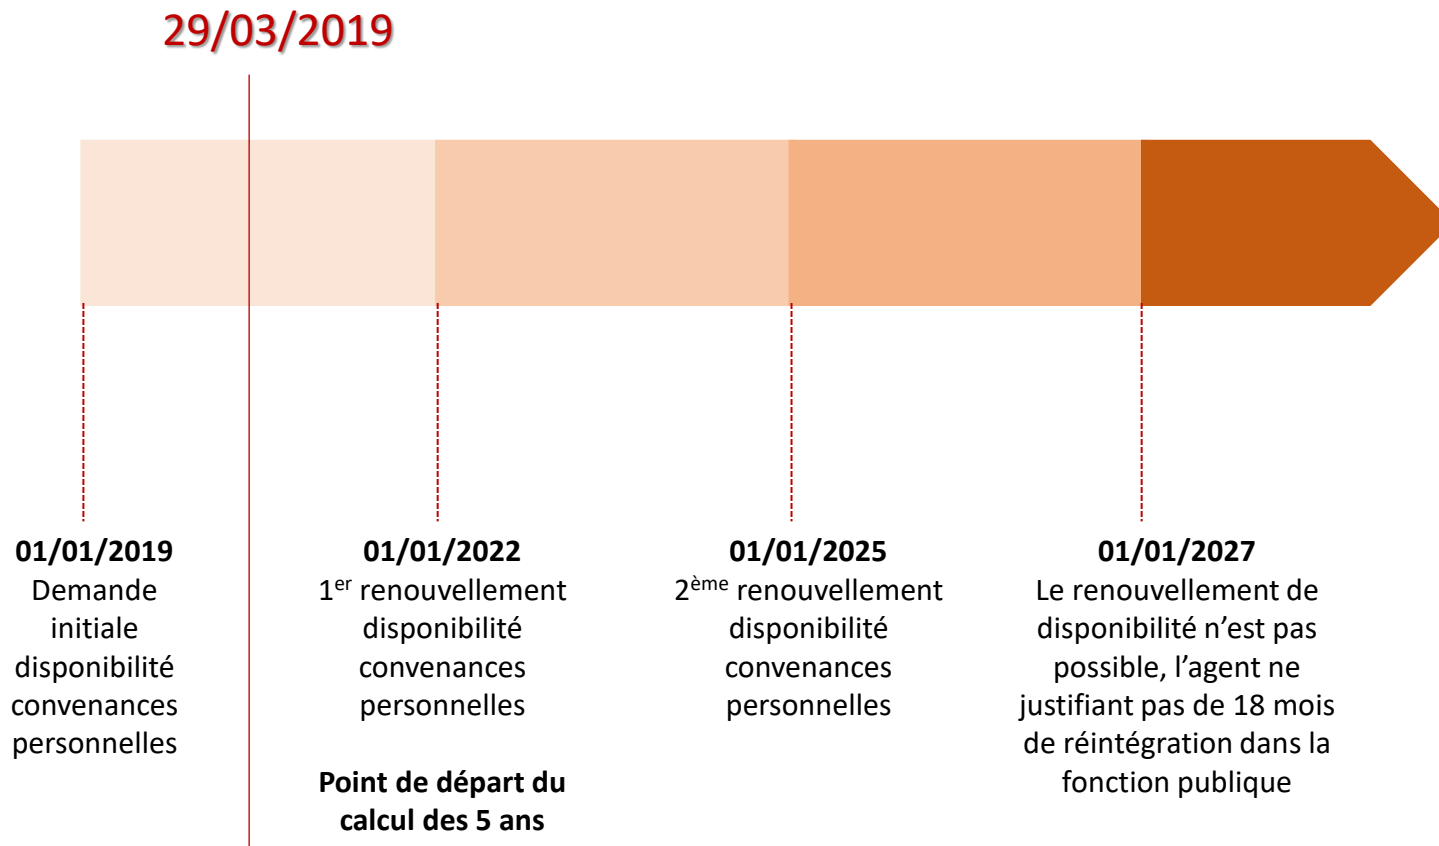 29/03/2019
01/01/2019
Demande
initiale
disponibilité
convenances
personnelles
01/01/2022
1er renouvellement
disponibilité
convenances
personnelles
Point de départ du
calcul des 5 ans
01/01/2025
2ème renouvellement
disponibilité
convenances
personnelles
01/01/2027
Le renouvellement de
disponibilité n’est pas
possible, l’agent ne
justifiant pas de 18 mois
de réintégration dans la
fonction publique